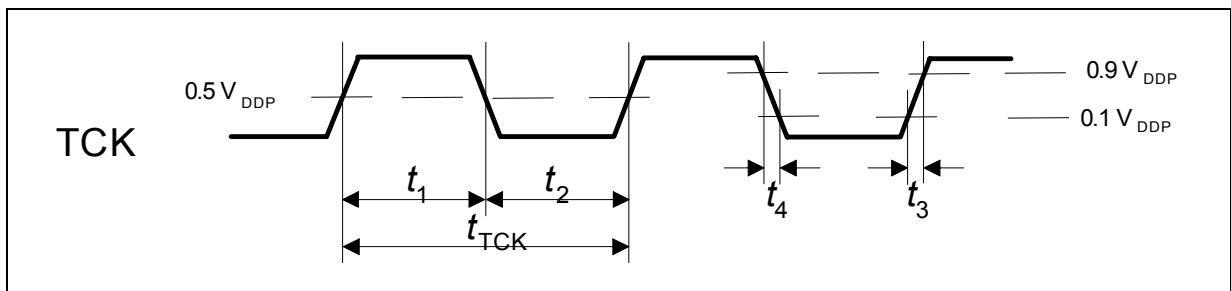 0.9 V DDP
0.5 V DDP
0.1 V DDP
TCK
t1
t2
t4
t3
tTCK